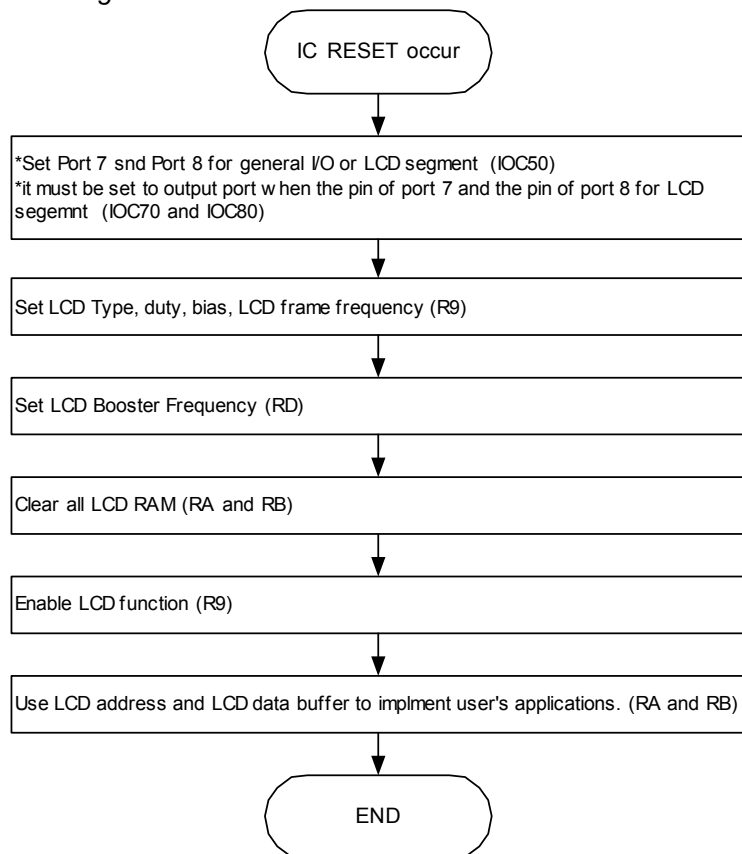 IC RESET occur
*Set Port 7 snd Port 8 for general I/O or LCD segment (IOC50)
*it must be set to output port when the pin of port 7 and the pin of port 8 for LCD
segemnt (IOC70 and IOC80)
Set LCD Type, duty, bias, LCD frame frequency (R9)
Set LCD Booster Frequency (RD)
Clear all LCD RAM (RA and RB)
Enable LCD function (R9)
Use LCD address and LCD data buffer to implment user's applications. (RA and RB)
END